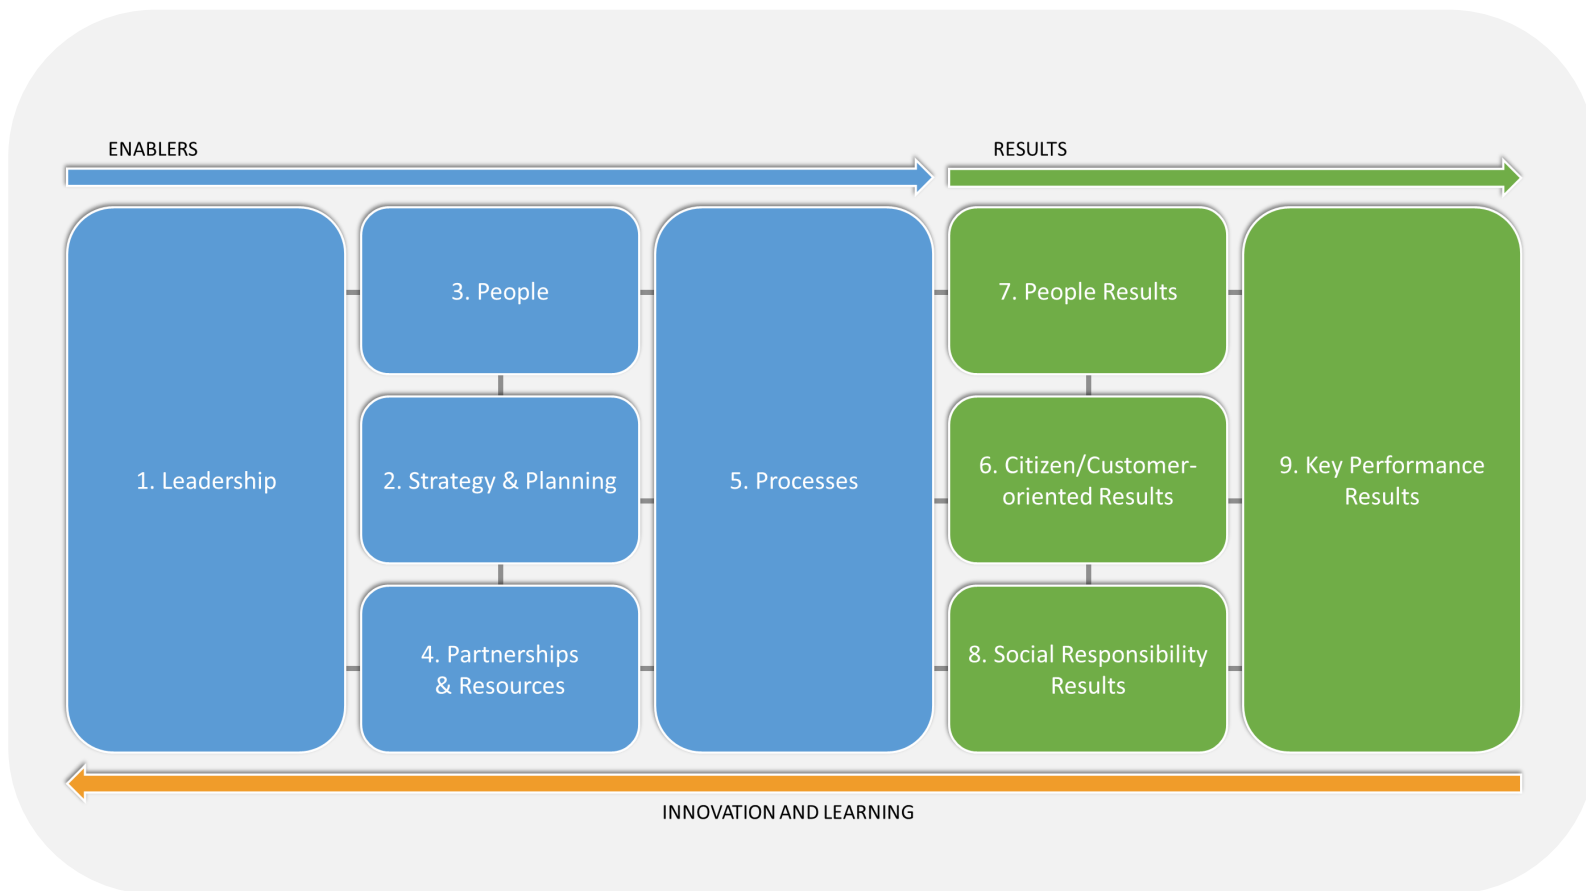 ENABLERS
RESULTS
3. People
7. People Results
1. Leadership
2. Strategy & Planning
5. Processes
6. Citizen/Customer-
oriented Results
9. Key Performance
Results
4. Partnerships
& Resources
8. Social Responsibility
Results
INNOVATION AND LEARNING